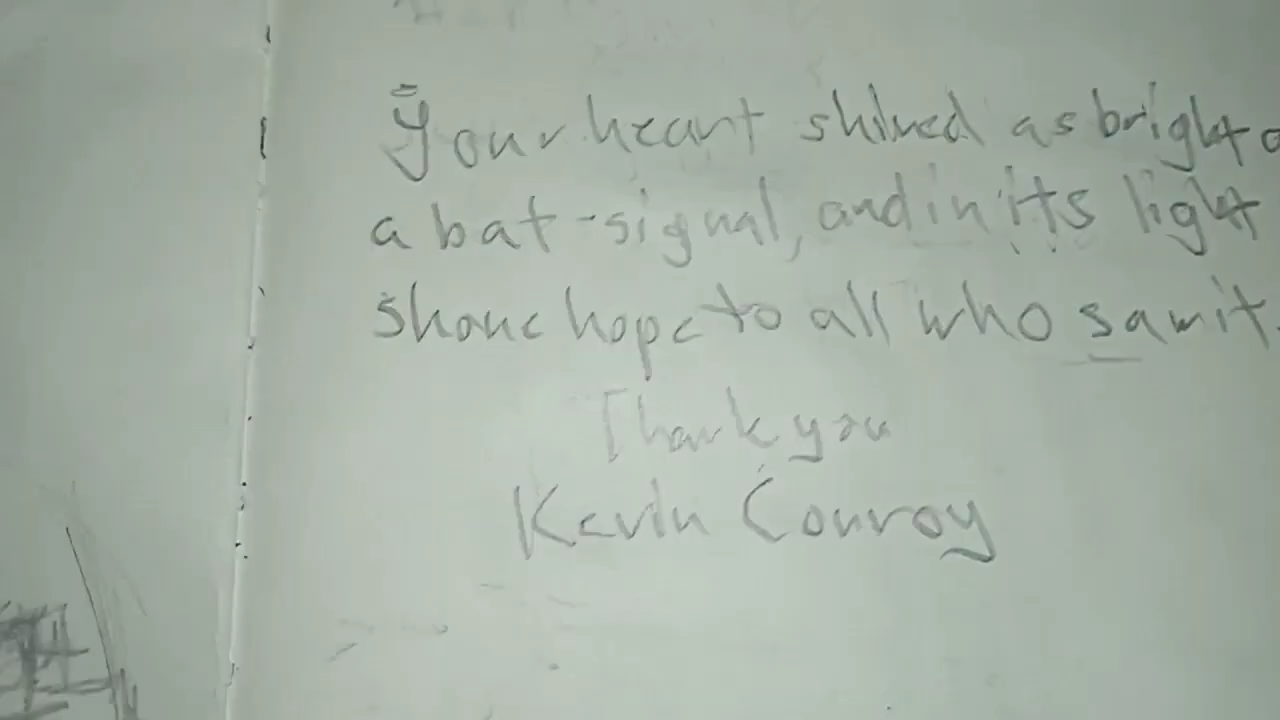 Your heart shined as bright a
a bat-signal, and in its light
shone hope to all who saw it.
Thank you
Kevin Conroy